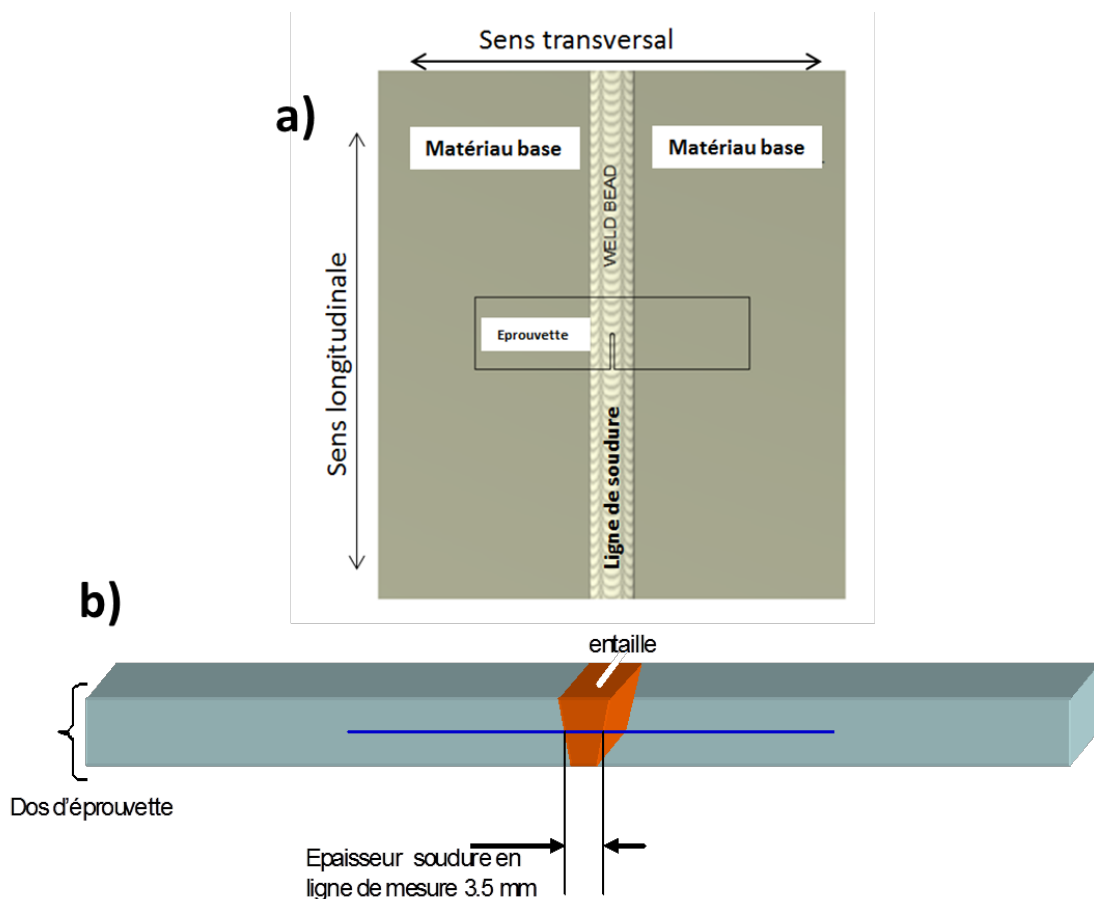 Sens transversal
a)
Matériau base
Matériau base
WELD BEAD
Sens longitudinale
Eprouvette
Ligne de soudure
b)
entaille
Dos d'éprouvette
Epaisseur soudure en
ligne de mesure 3.5 mm